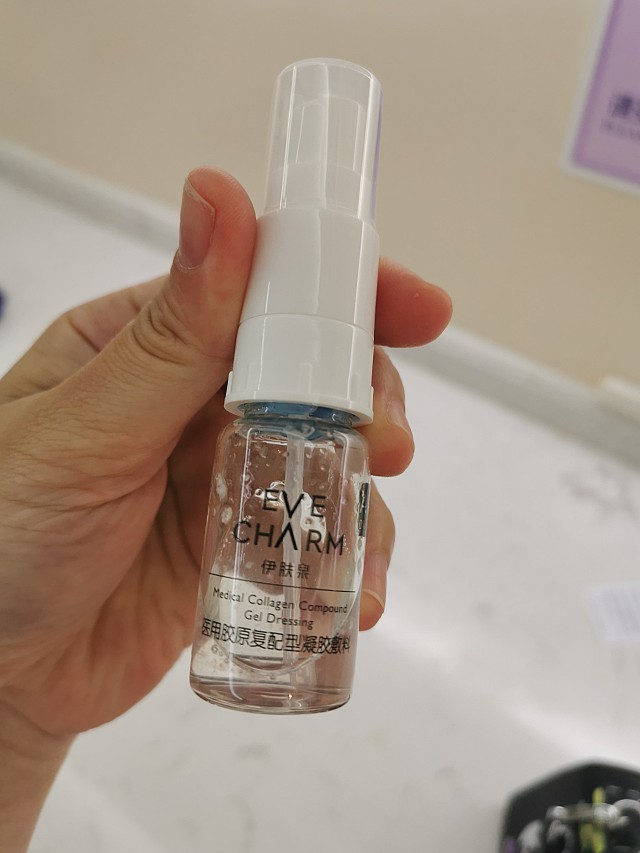 EVE
CHARM
伊肤泉
Medical Collagen Compound
Gel Dressing
医用胶原复配型凝胶敷料